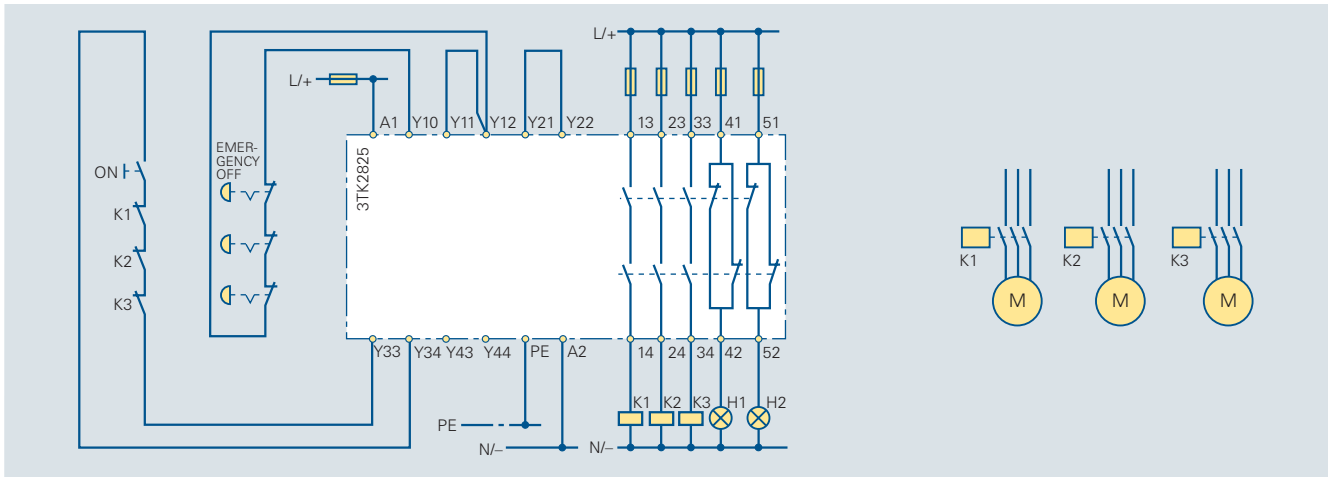 L/+
L/+
A1 Y10 Y11 Y12 Y21 Y22 13 23 33 41 51
3TK2825
EMER-
GENCY
OFF
ON
K1
K2
K3
K1 K2 K3
M M M
Y33 Y34 Y43 Y44 PE A2 14 24 34 42 52
K1 K2 K3 H1 H2
PE
N/– N/–